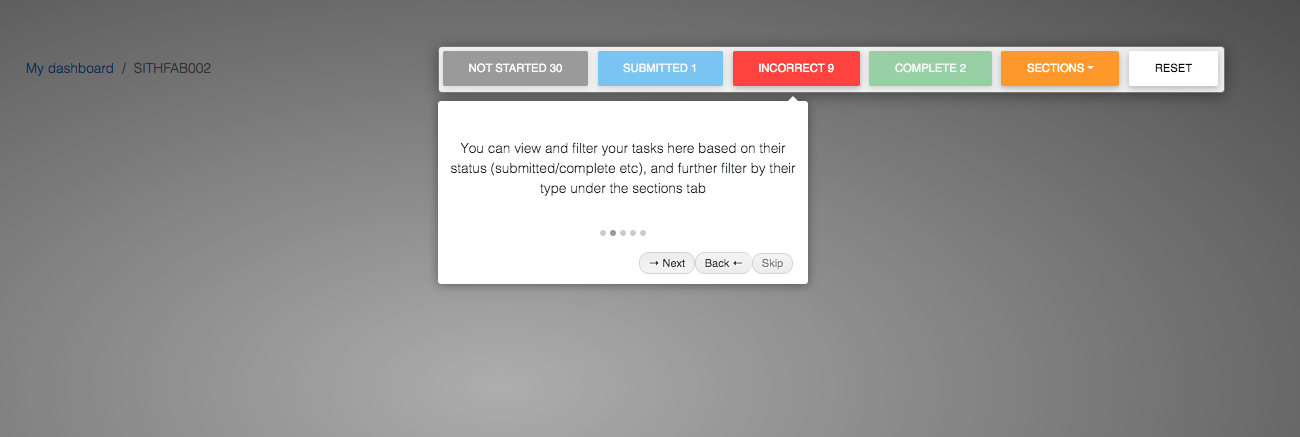 My dashboard / SITHFAB002
NOT STARTED 30
SUBMITTED 1
INCORRECT 9
COMPLETE 2
SECTIONS
RESET
You can view and filter your tasks here based on their
status (submitted/complete etc), and further filter by their
type under the sections tab
→ Next
Back ←
Skip